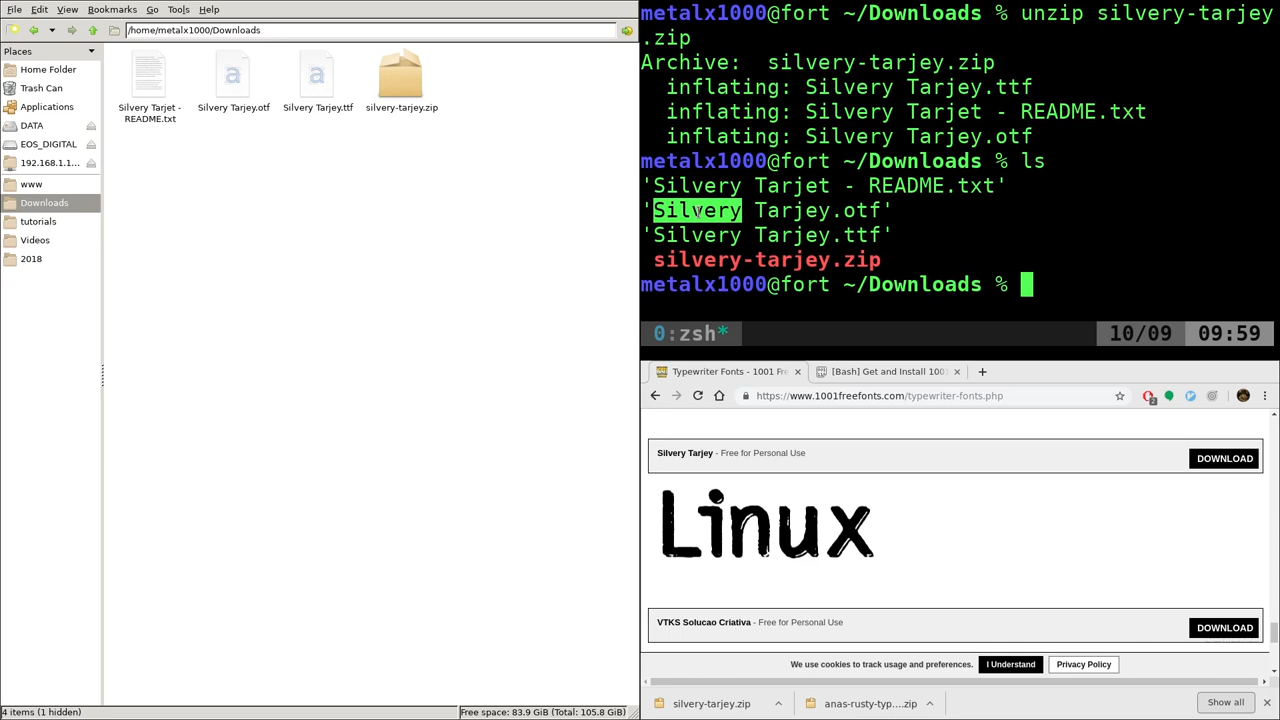 File Edit View Bookmarks Go Tools Help
/home/metalx1000/Downloads
Places
Home Folder
Trash Can
Applications
DATA
EOS_DIGITAL
192.168.1.1...
www
Downloads
tutorials
Videos
2018
Silvery Tarjet -
README.txt
Silvery Tarjey.otf
Silvery Tarjey.ttf
silvery-tarjey.zip
4 items (1 hidden)
Free space: 83.9 GiB (Total: 105.8 GiB)
metalx1000@fort ~/Downloads % unzip silvery-tarjey
.zip
Archive: silvery-tarjey.zip
inflating: Silvery Tarjey.ttf
inflating: Silvery Tarjet - README.txt
inflating: Silvery Tarjey.otf
metalx1000@fort ~/Downloads % ls
'Silvery Tarjet - README.txt'
'Silvery Tarjey.otf'
'Silvery Tarjey.ttf'
silvery-tarjey.zip
metalx1000@fort ~/Downloads %
0:zsh* 10/09 09:59
Typewriter Fonts - 1001 Fre
[Bash] Get and Install 1001
https://www.1001freefonts.com/typewriter-fonts.php
2
Silvery Tarjey - Free for Personal Use
DOWNLOAD
Linux
VTKS Solucao Criativa - Free for Personal Use
DOWNLOAD
We use cookies to track usage and preferences. I Understand Privacy Policy
silvery-tarjey.zip
anas-rusty-typ....zip
Show all